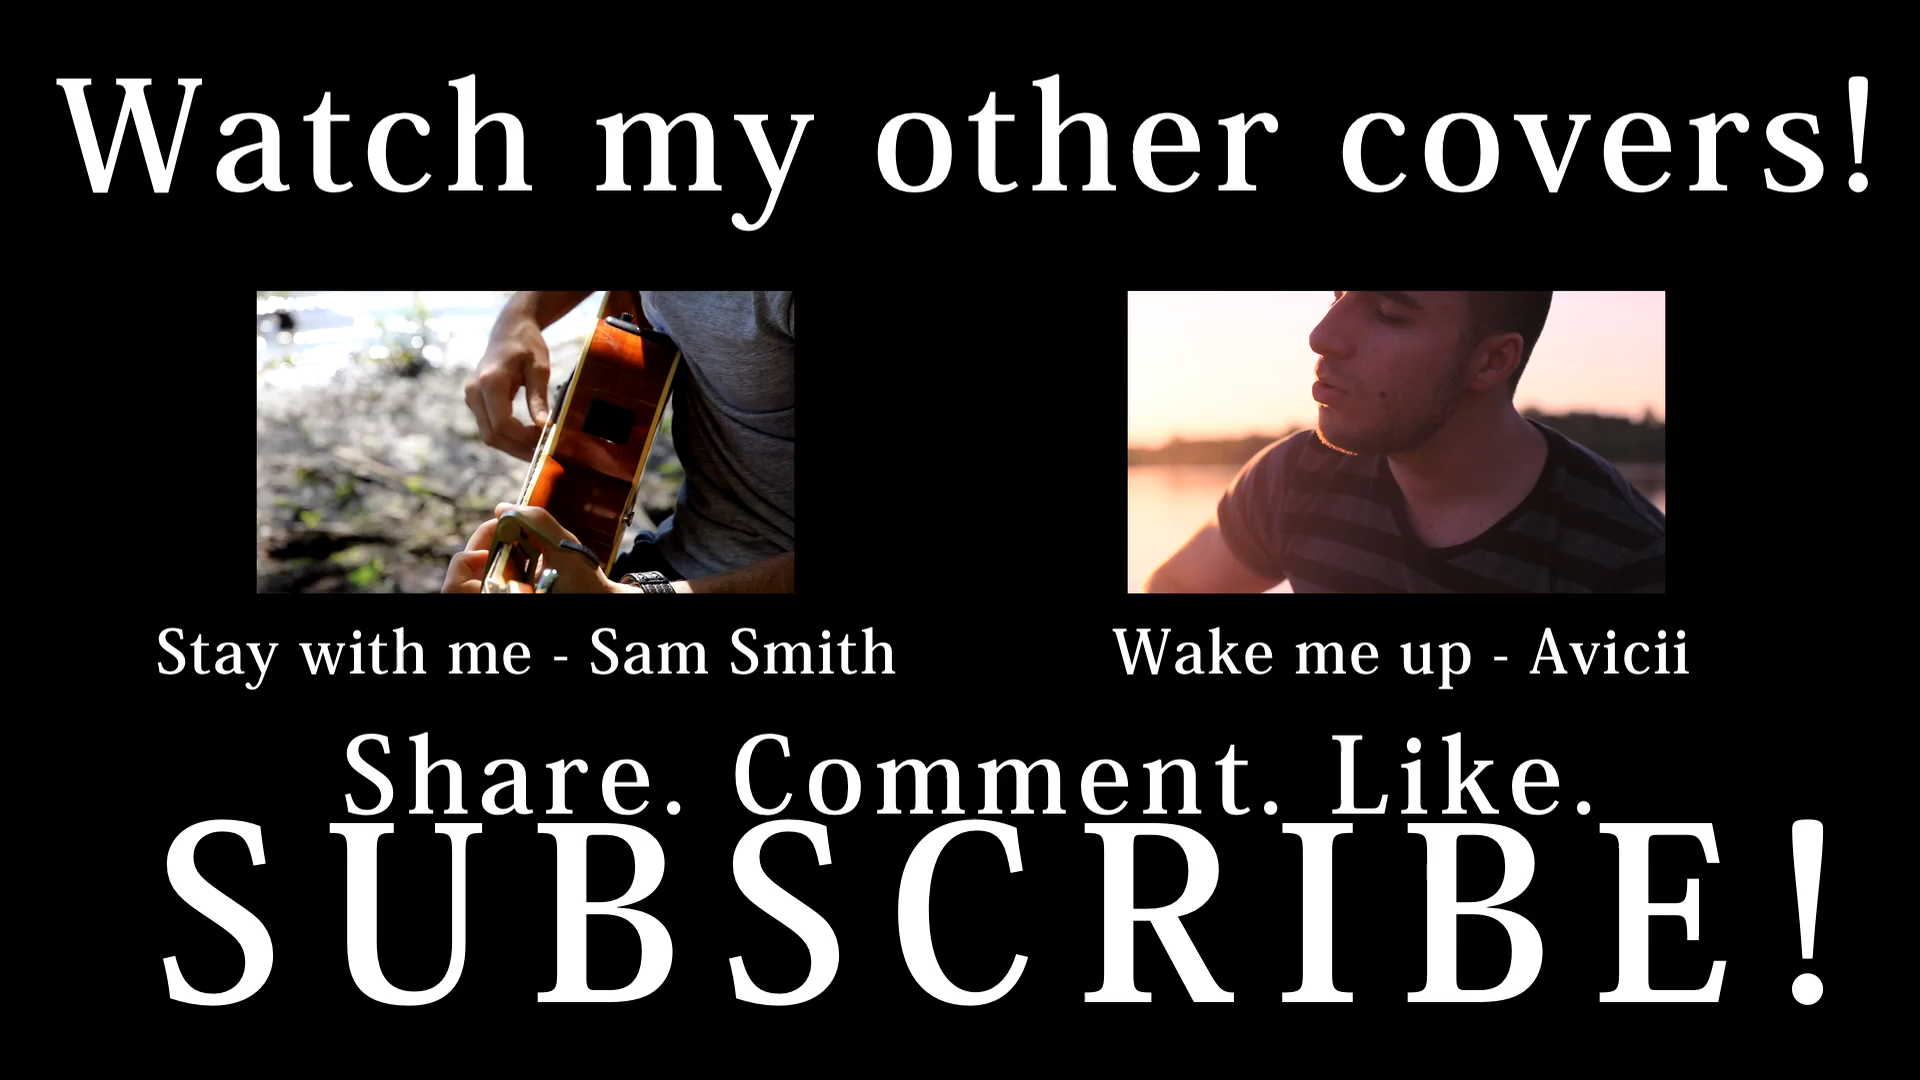 Watch my other covers!
Stay with me - Sam Smith
Wake me up - Avicii
Share. Comment. Like.
SUBSCRIBE!